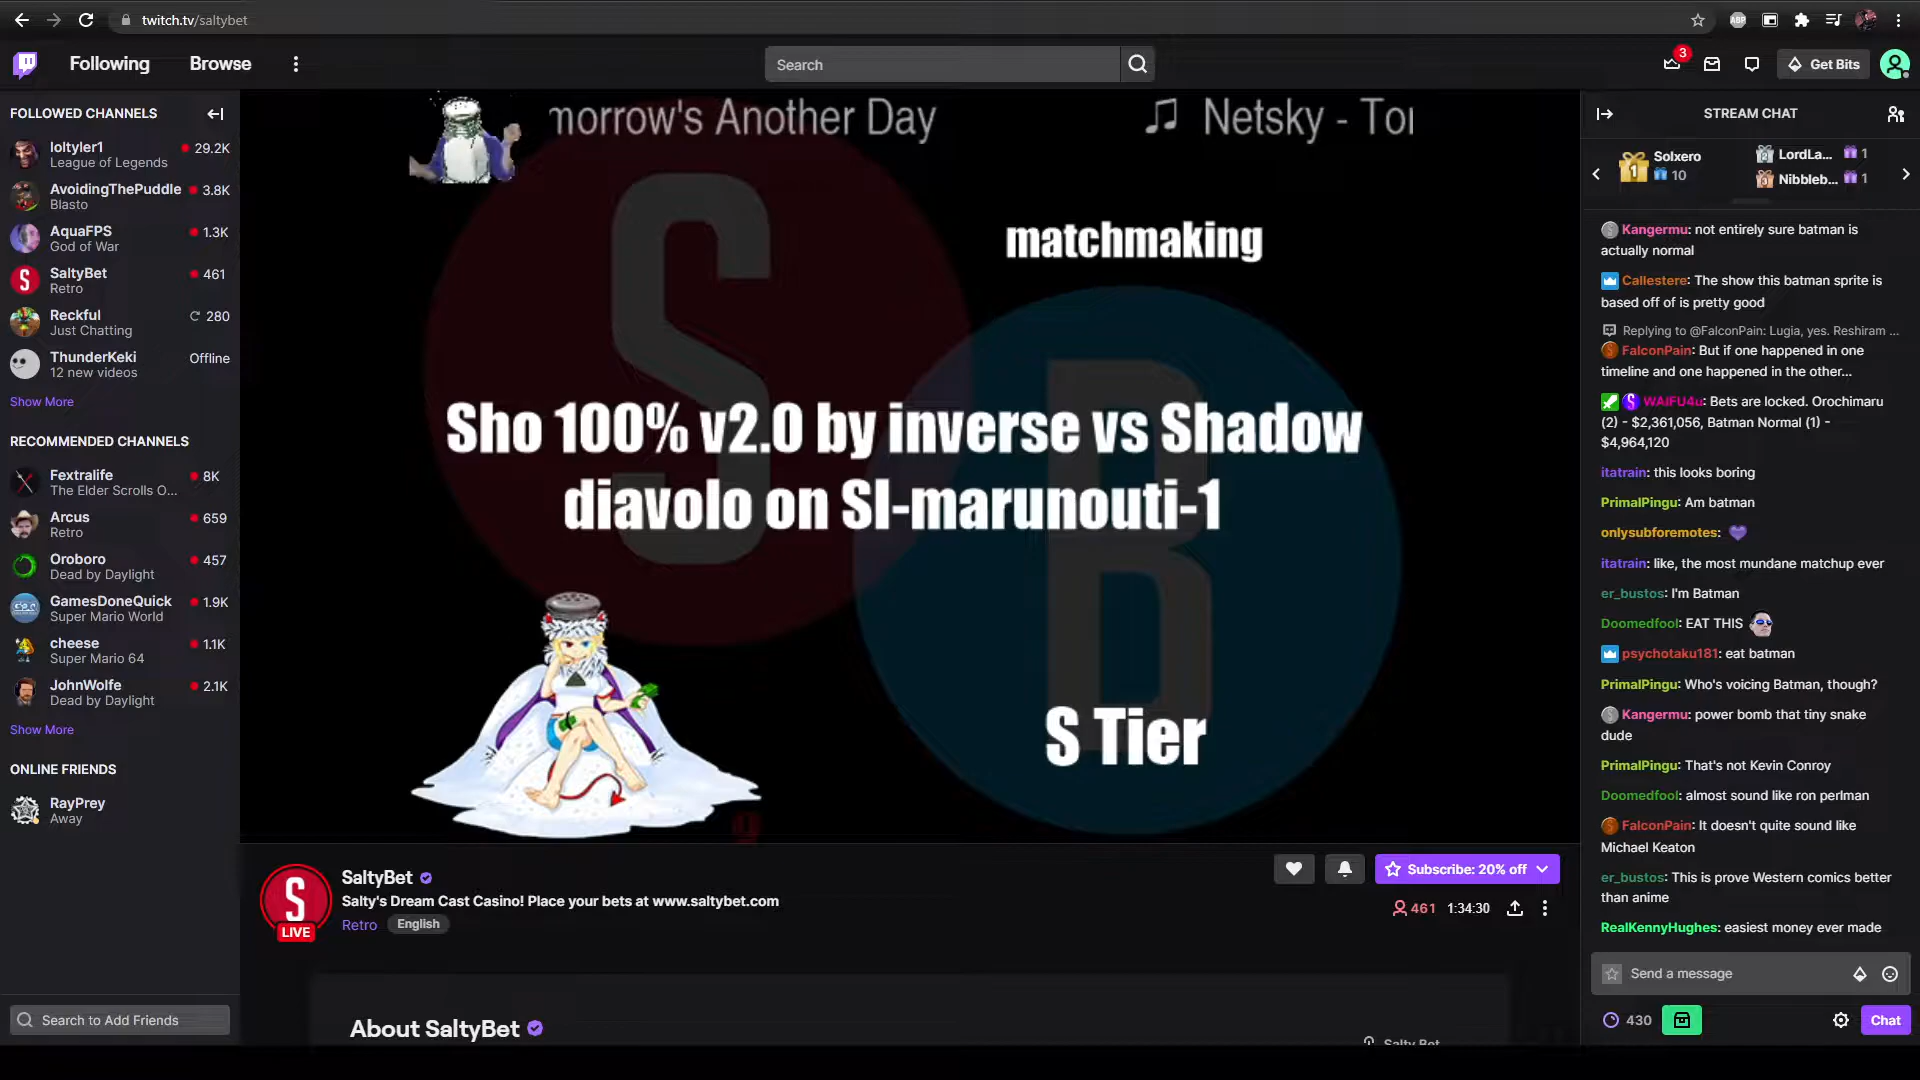 twitch.tv/saltybet
Following
Browse
Search
3
Get Bits
FOLLOWED CHANNELS
loltyler1
29.2K
League of Legends
AvoidingThePuddle
3.8K
Blasto
AquaFPS
1.3K
God of War
SaltyBet
461
Retro
Reckful
280
Just Chatting
ThunderKeki
Offline
12 new videos
Show More
RECOMMENDED CHANNELS
Fextralife
8K
The Elder Scrolls O...
Arcus
659
Retro
Oroboro
457
Dead by Daylight
GamesDoneQuick
1.9K
Super Mario World
cheese
1.1K
Super Mario 64
JohnWolfe
2.1K
Dead by Daylight
Show More
ONLINE FRIENDS
RayPrey
Away
Search to Add Friends
morrow's Another Day ♫ Netsky - Tor
S
B
matchmaking
Sho 100% v2.0 by inverse vs Shadow
diavolo on SI-marunouti-1
S Tier
S
LIVE
SaltyBet
Salty's Dream Cast Casino! Place your bets at www.saltybet.com
Retro
English
Subscribe: 20% off
461
1:34:30
About SaltyBet
Salty Bet
STREAM CHAT
1
Solxero
10
2
LordLa...
1
3
Nibbleb...
1
Kangermu: not entirely sure batman is
actually normal
Callestere: The show this batman sprite is
based off of is pretty good
Replying to @FalconPain: Lugia, yes. Reshiram ...
FalconPain: But if one happened in one
timeline and one happened in the other...
WAIFU4u: Bets are locked. Orochimaru
(2) - $2,361,056, Batman Normal (1) -
$4,964,120
itatrain: this looks boring
PrimalPingu: Am batman
onlysubforemotes:
itatrain: like, the most mundane matchup ever
er_bustos: I'm Batman
Doomedfool: EAT THIS
psychotaku181: eat batman
PrimalPingu: Who's voicing Batman, though?
Kangermu: power bomb that tiny snake
dude
PrimalPingu: That's not Kevin Conroy
Doomedfool: almost sound like ron perlman
FalconPain: It doesn't quite sound like
Michael Keaton
er_bustos: This is prove Western comics better
than anime
RealKennyHughes: easiest money ever made
Send a message
430
Chat